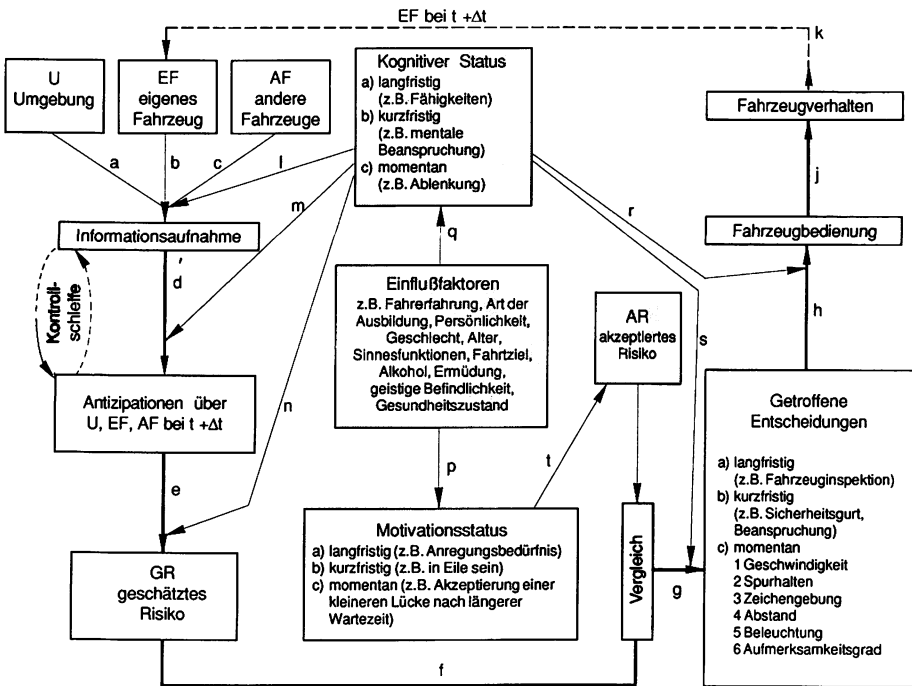 EF bei t +Δt
k
U
Umgebung
EF
eigenes
Fahrzeug
AF
andere
Fahrzeuge
Kognitiver Status
a) langfristig
(z.B. Fähigkeiten)
b) kurzfristig
(z.B. mentale
Beanspruchung)
c) momentan
(z.B. Ablenkung)
Fahrzeugverhalten
a
b
c
l
m
j
r
q
Informationsaufnahme
Fahrzeugbedienung
d
Kontroll-
schleife
Einflußfaktoren
z.B. Fahrerfahrung, Art der
Ausbildung, Persönlichkeit,
Geschlecht, Alter,
Sinnesfunktionen, Fahrtziel,
Alkohol, Ermüdung,
geistige Befindlichkeit,
Gesundheitszustand
AR
akzeptiertes
Risiko
s
h
Antizipationen über
U, EF, AF bei t +Δt
n
e
p
t
Getroffene
Entscheidungen
a) langfristig
(z.B. Fahrzeuginspektion)
b) kurzfristig
(z.B. Sicherheitsgurt,
Beanspruchung)
c) momentan
1 Geschwindigkeit
2 Spurhalten
3 Zeichengebung
4 Abstand
5 Beleuchtung
6 Aufmerksamkeitsgrad
GR
geschätztes
Risiko
Motivationsstatus
a) langfristig (z.B. Anregungsbedürfnis)
b) kurzfristig (z.B. in Eile sein)
c) momentan (z.B. Akzeptierung einer
kleineren Lücke nach längerer
Wartezeit)
Vergleich
g
f